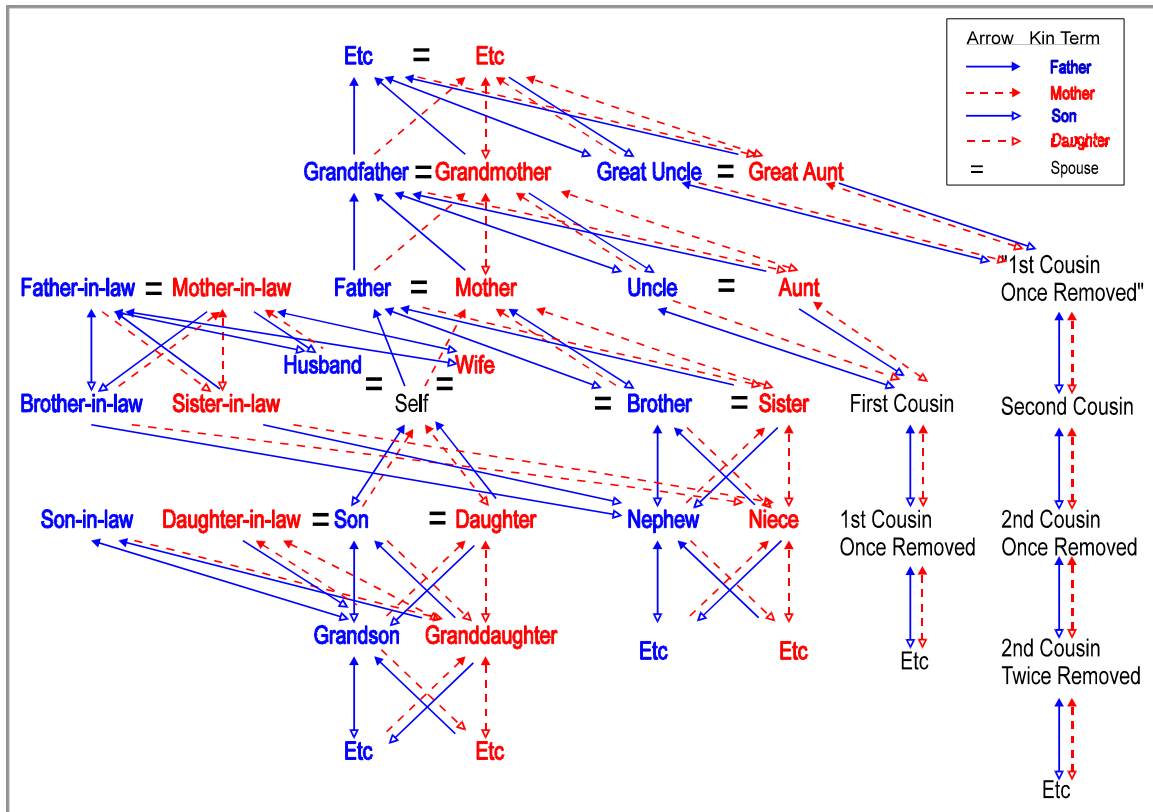 Etc = Etc
Arrow Kin Term
Father
Mother
Son
Daughter
= Spouse
Grandfather = Grandmother Great Uncle = Great Aunt
"1st Cousin
Once Removed"
Father-in-law = Mother-in-law Father = Mother Uncle = Aunt
Husband Wife
= =
Brother-in-law Sister-in-law Self = Brother = Sister First Cousin Second Cousin
Son-in-law Daughter-in-law = Son = Daughter Nephew Niece
1st Cousin
Once Removed
2nd Cousin
Once Removed
Grandson Granddaughter Etc Etc Etc
2nd Cousin
Twice Removed
Etc Etc
Etc